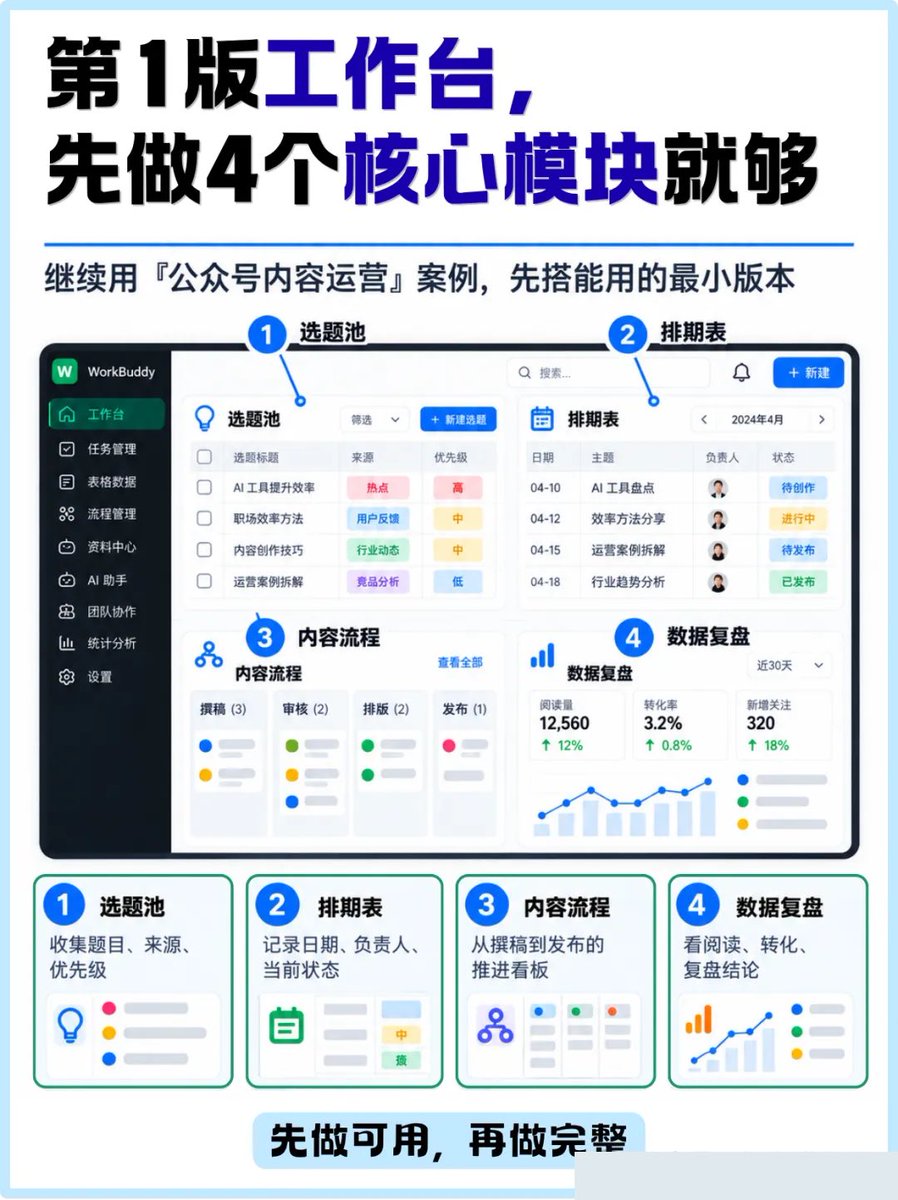 第1版工作台，
先做4个核心模块就够
继续用『公众号内容运营』案例，先搭能用的最小版本
1 选题池
2 排期表
W WorkBuddy
搜索...
+ 新建
工作台
任务管理
表格数据
流程管理
资料中心
AI 助手
团队协作
统计分析
设置
选题池
筛选
+ 新建选题
选题标题 来源 优先级
AI 工具提升效率 热点 高
职场效率方法 用户反馈 中
内容创作技巧 行业动态 中
运营案例拆解 竞品分析 低
排期表
2024年4月
日期 主题 负责人 状态
04-10 AI 工具盘点 待创作
04-12 效率方法分享 进行中
04-15 运营案例拆解 待发布
04-18 行业趋势分析 已发布
3 内容流程
内容流程
查看全部
撰稿 (3) 审核 (2) 排版 (2) 发布 (1)
4 数据复盘
数据复盘
近30天
阅读量 转化率 新增关注
12,560 3.2% 320
↑ 12% ↑ 0.8% ↑ 18%
1 选题池
收集题目、来源、
优先级
2 排期表
记录日期、负责人、
当前状态
中
3 内容流程
从撰稿到发布的
推进看板
4 数据复盘
看阅读、转化、
复盘结论
先做可用，再做完整